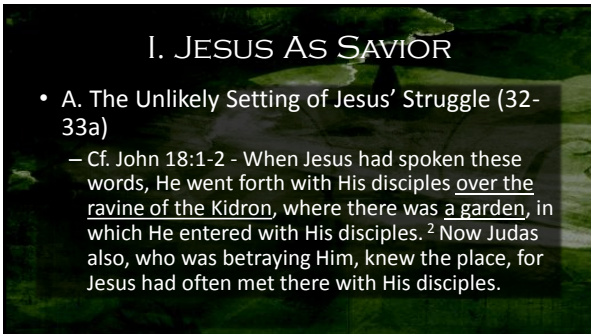 I. JESUS AS SAVIOR
• A. The Unlikely Setting of Jesus’ Struggle (32-
33a)
– Cf. John 18:1-2 - When Jesus had spoken these
words, He went forth with His disciples over the
ravine of the Kidron, where there was a garden, in
which He entered with His disciples. ² Now Judas
also, who was betraying Him, knew the place, for
Jesus had often met there with His disciples.